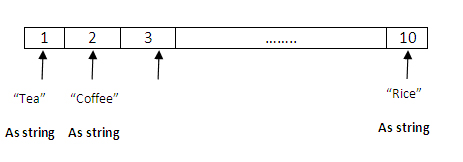 1 2 3 ........ 10
“Tea” “Coffee” “Rice”
As string As string As string